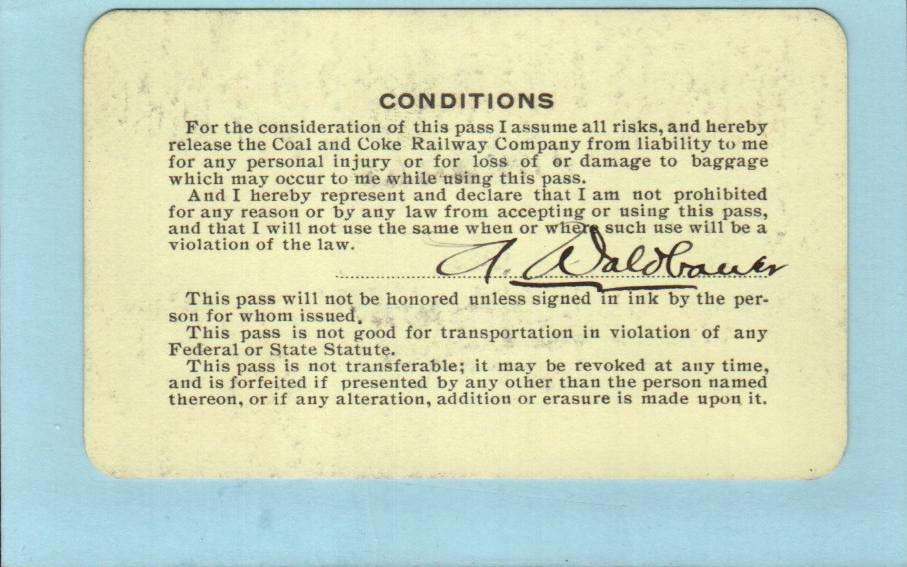 CONDITIONS
For the consideration of this pass I assume all risks, and hereby
release the Coal and Coke Railway Company from liability to me
for any personal injury or for loss of or damage to baggage
which may occur to me while using this pass.
And I hereby represent and declare that I am not prohibited
for any reason or by any law from accepting or using this pass,
and that I will not use the same when or where such use will be a
violation of the law.
A. Waldbauer
This pass will not be honored unless signed in ink by the per-
son for whom issued.
This pass is not good for transportation in violation of any
Federal or State Statute.
This pass is not transferable; it may be revoked at any time,
and is forfeited if presented by any other than the person named
thereon, or if any alteration, addition or erasure is made upon it.